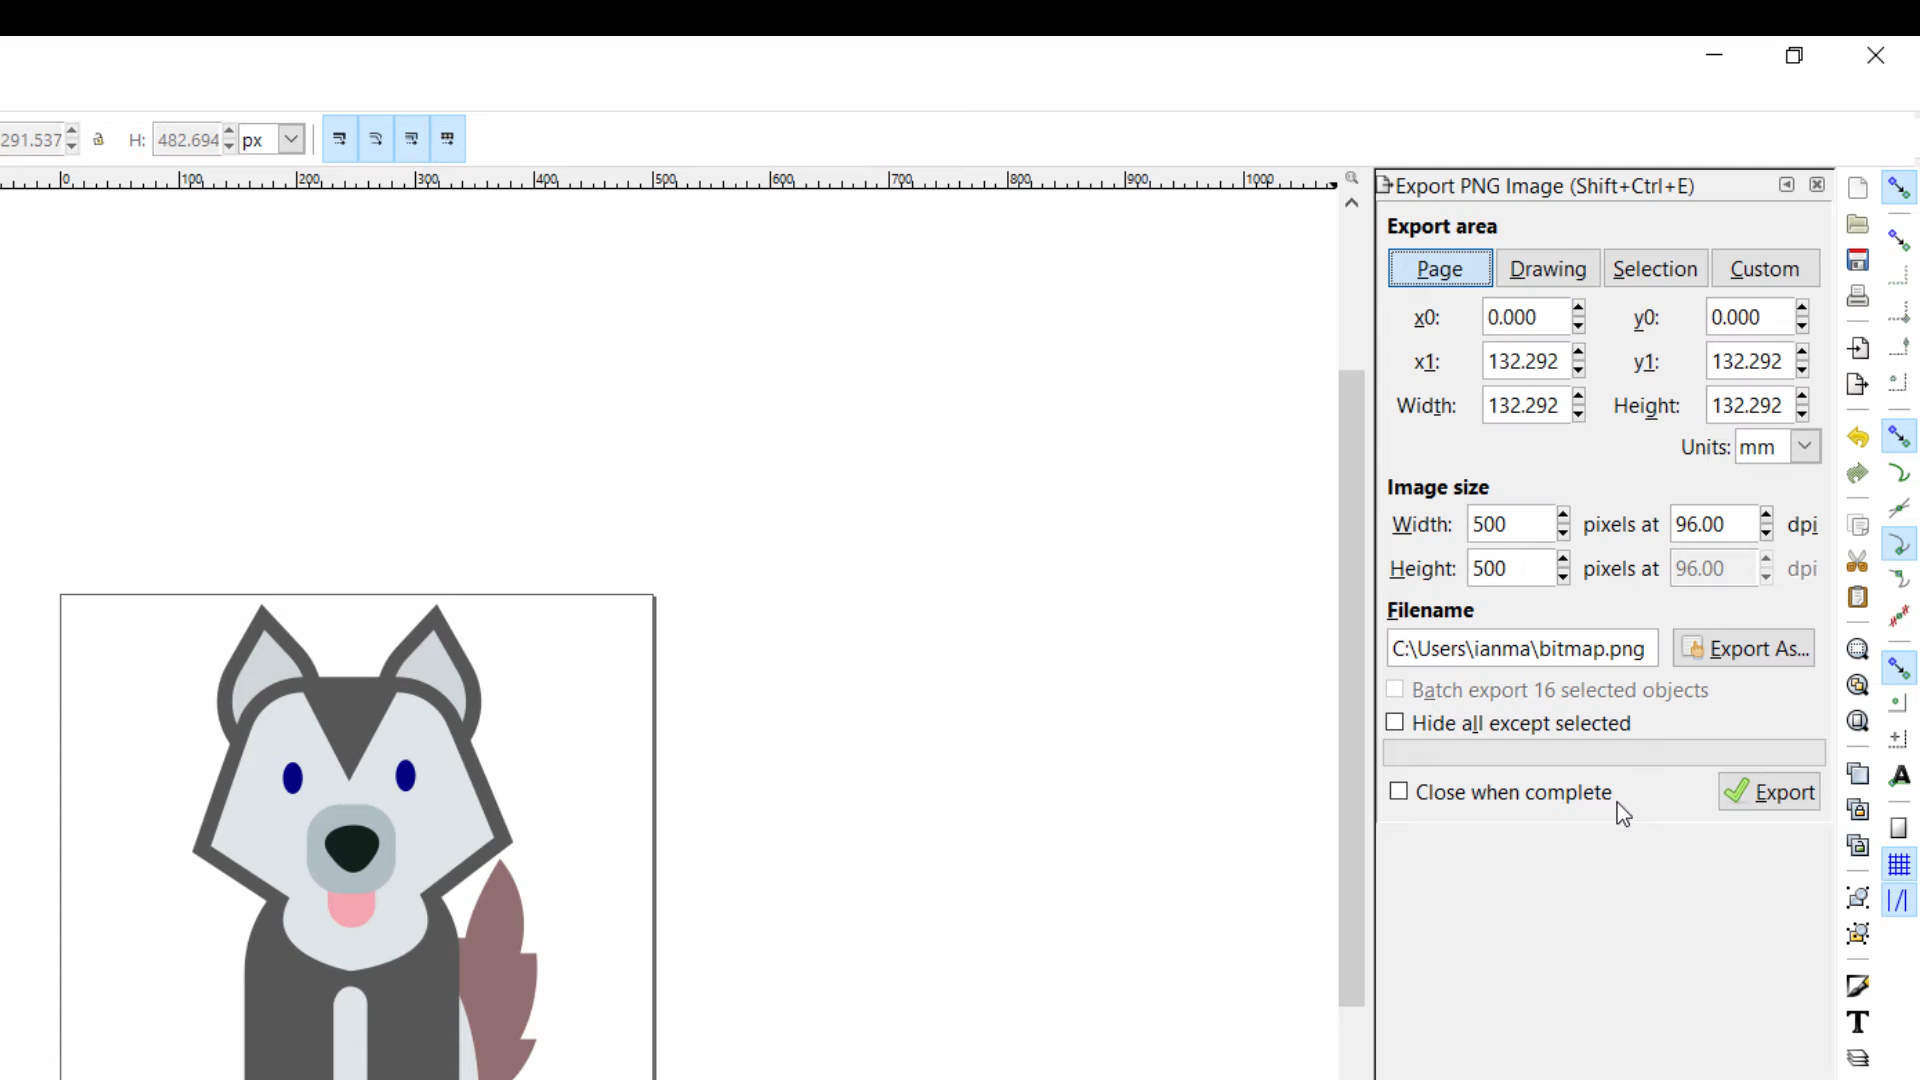 291.537 H: 482.694 px
0 100 200 300 400 500 600 700 800 900 1000
Export PNG Image (Shift+Ctrl+E)
Export area
Page Drawing Selection Custom
x0: 0.000 y0: 0.000
x1: 132.292 y1: 132.292
Width: 132.292 Height: 132.292
Units: mm
Image size
Width: 500 pixels at 96.00 dpi
Height: 500 pixels at 96.00 dpi
Filename
C:\Users\ianma\bitmap.png Export As...
Batch export 16 selected objects
Hide all except selected
Close when complete Export